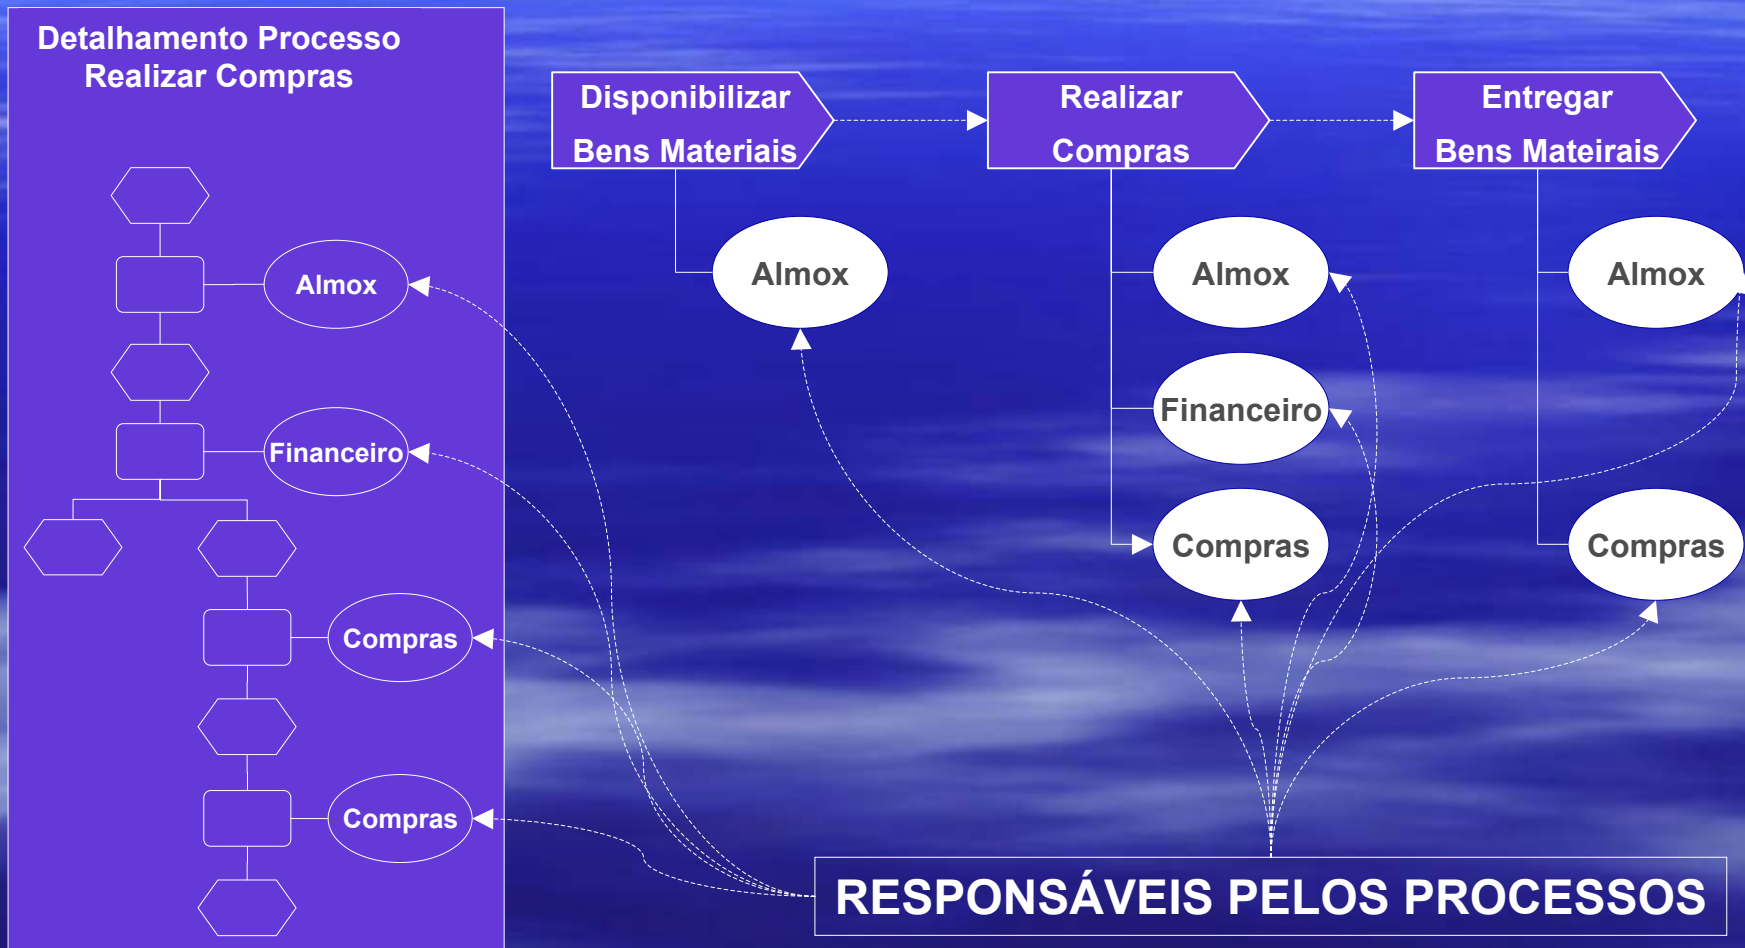 Detalhamento Processo
Realizar Compras
Almox
Financeiro
Compras
Compras
Disponibilizar
Bens Materiais
Almox
Realizar
Compras
Almox
Financeiro
Compras
Entregar
Bens Mateirais
Almox
Compras
RESPONSÁVEIS PELOS PROCESSOS